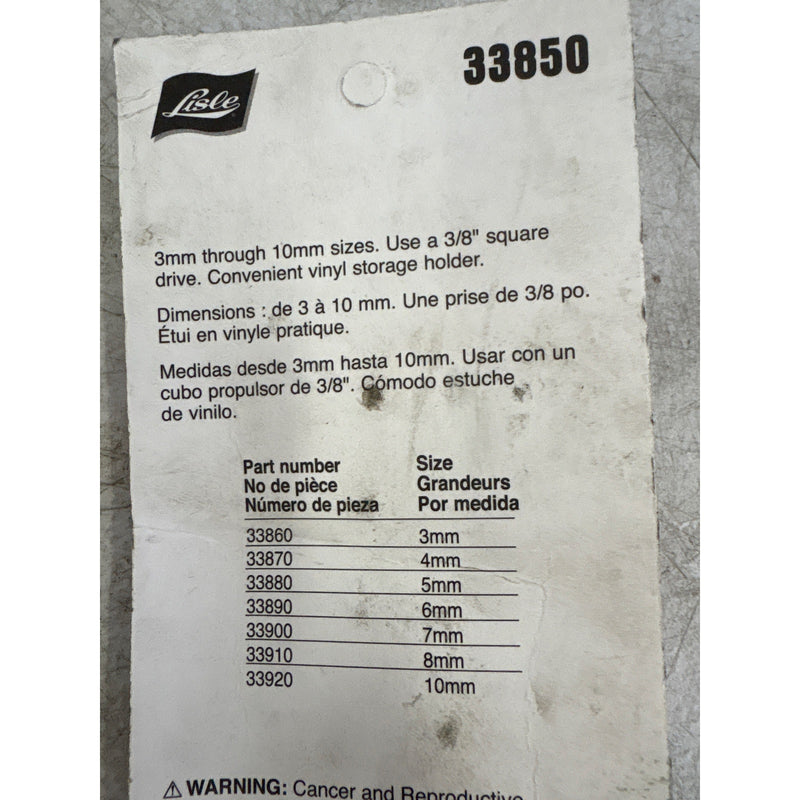 Lisle
33850
3mm through 10mm sizes. Use a 3/8" square
drive. Convenient vinyl storage holder.
Dimensions : de 3 à 10 mm. Une prise de 3/8 po.
Étui en vinyle pratique.
Medidas desde 3mm hasta 10mm. Usar con un
cubo propulsor de 3/8". Cómodo estuche
de vinilo.
Part number Size
No de pièce Grandeurs
Número de pieza Por medida
33860 3mm
33870 4mm
33880 5mm
33890 6mm
33900 7mm
33910 8mm
33920 10mm
⚠ WARNING: Cancer and Reproductive